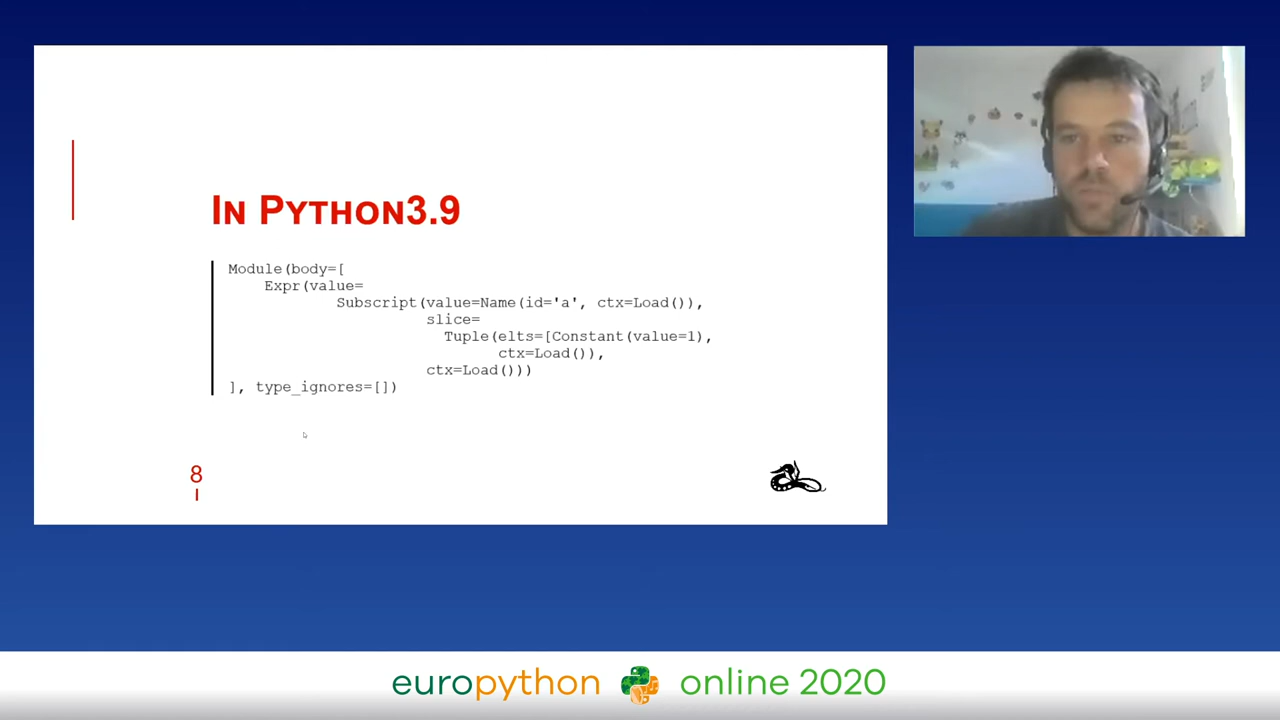 In Python3.9
Module(body=[
Expr(value=
Subscript(value=Name(id='a', ctx=Load()),
slice=
Tuple(elts=[Constant(value=1),
ctx=Load()),
ctx=Load()))
], type_ignores=[])
8
europython online 2020